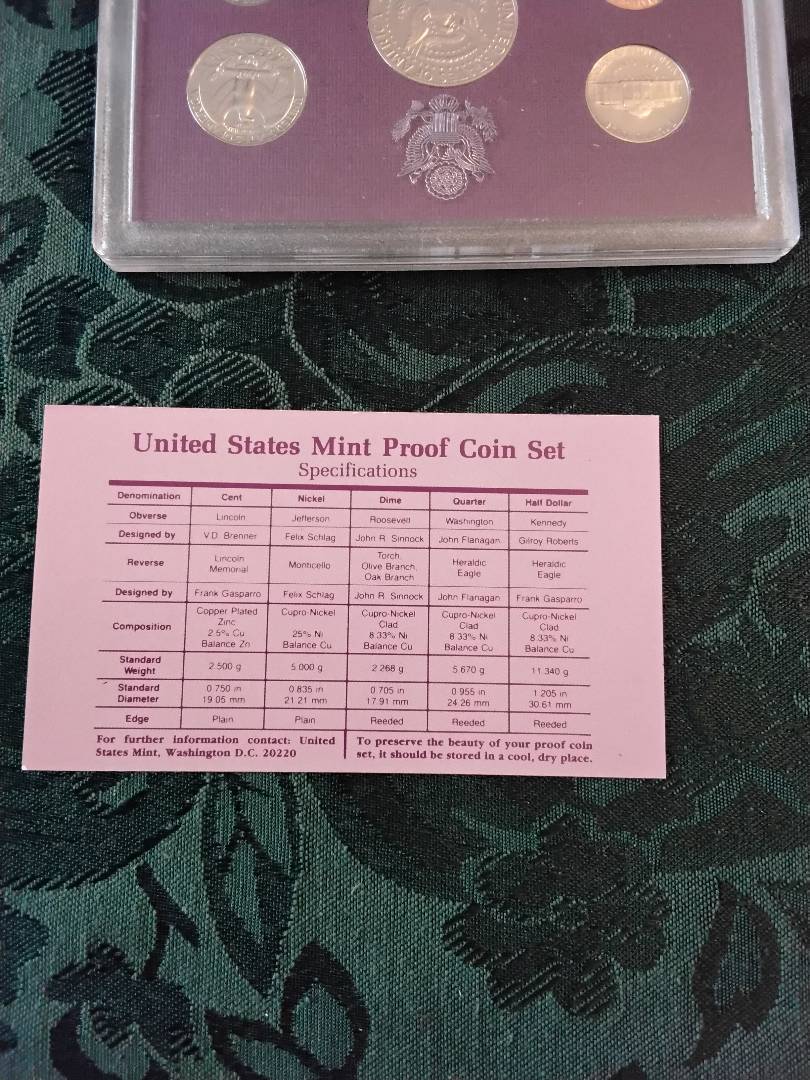 UNITED STATES OF AMERICA
United States Mint Proof Coin Set
Specifications
Denomination Cent Nickel Dime Quarter Half Dollar
Obverse Lincoln Jefferson Roosevelt Washington Kennedy
Designed by V.D. Brenner Felix Schlag John R. Sinnock John Flanagan Gilroy Roberts
Reverse Lincoln Memorial Monticello Torch, Olive Branch, Oak Branch Heraldic Eagle Heraldic Eagle
Designed by Frank Gasparro Felix Schlag John R. Sinnock John Flanagan Frank Gasparro
Composition Copper Plated Zinc 2.5% Cu Balance Zn Cupro-Nickel 25% Ni Balance Cu Cupro-Nickel Clad 8.33% Ni Balance Cu Cupro-Nickel Clad 8.33% Ni Balance Cu Cupro-Nickel Clad 8.33% Ni Balance Cu
Standard Weight 2.500 g 5.000 g 2.268 g 5.670 g 11.340 g
Standard Diameter 0.750 in 19.05 mm 0.835 in 21.21 mm 0.705 in 17.91 mm 0.955 in 24.26 mm 1.205 in 30.61 mm
Edge Plain Plain Reeded Reeded Reeded
For further information contact: United
States Mint, Washington D.C. 20220
To preserve the beauty of your proof coin
set, it should be stored in a cool, dry place.